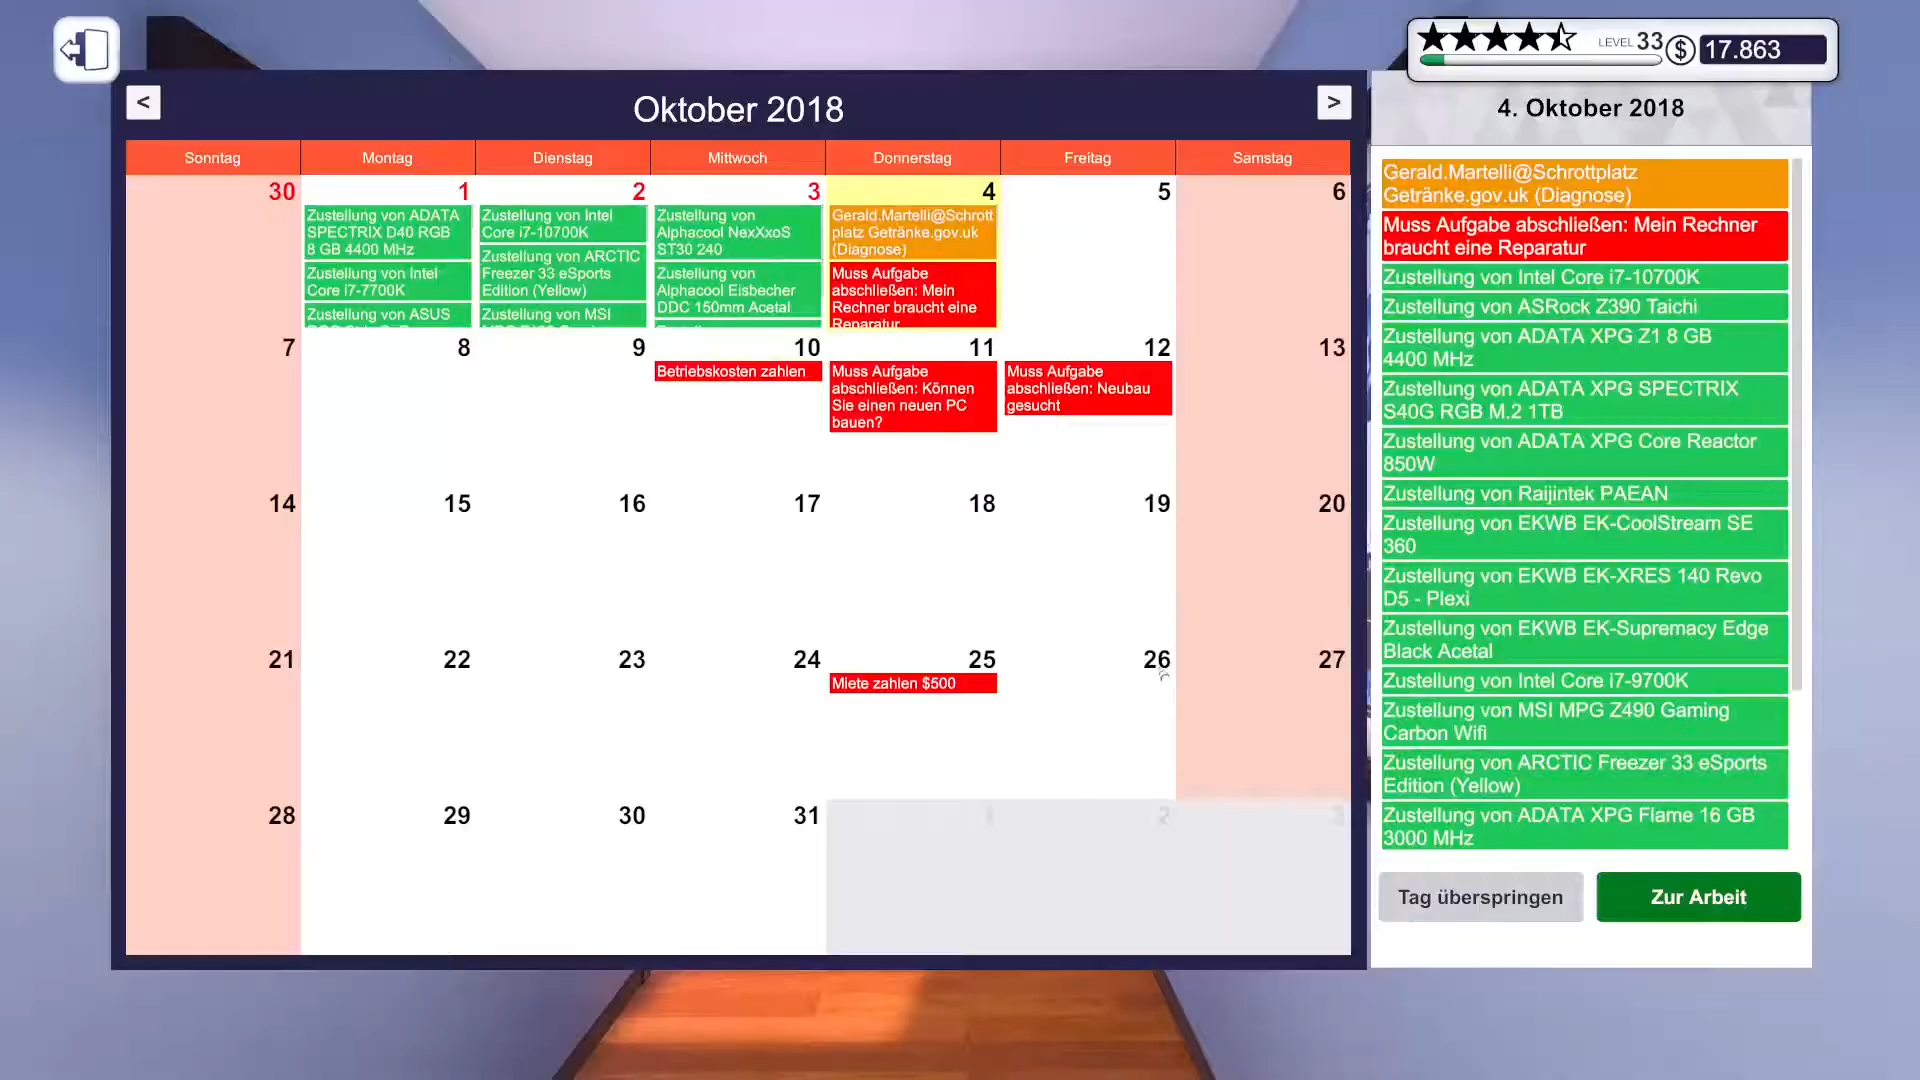 LEVEL 33
$ 17.863
< Oktober 2018 >
4. Oktober 2018
Sonntag Montag Dienstag Mittwoch Donnerstag Freitag Samstag
30 1 2 3 4 5 6
Zustellung von ADATA
SPECTRIX D40 RGB
8 GB 4400 MHz
Zustellung von Intel
Core i7-7700K
Zustellung von ASUS
Zustellung von Intel
Core i7-10700K
Zustellung von ARCTIC
Freezer 33 eSports
Edition (Yellow)
Zustellung von MSI
Zustellung von
Alphacool NexXxoS
ST30 240
Zustellung von
Alphacool Eisbecher
DDC 150mm Acetal
Gerald.Martelli@Schrott
platz Getränke.gov.uk
(Diagnose)
Muss Aufgabe
abschließen: Mein
Rechner braucht eine
Reparatur
7 8 9 10 11 12 13
Betriebskosten zahlen
Muss Aufgabe
abschließen: Können
Sie einen neuen PC
bauen?
Muss Aufgabe
abschließen: Neubau
gesucht
14 15 16 17 18 19 20
21 22 23 24 25 26 27
Miete zahlen $500
28 29 30 31 1 2 3
Gerald.Martelli@Schrottplatz
Getränke.gov.uk (Diagnose)
Muss Aufgabe abschließen: Mein Rechner
braucht eine Reparatur
Zustellung von Intel Core i7-10700K
Zustellung von ASRock Z390 Taichi
Zustellung von ADATA XPG Z1 8 GB
4400 MHz
Zustellung von ADATA XPG SPECTRIX
S40G RGB M.2 1TB
Zustellung von ADATA XPG Core Reactor
850W
Zustellung von Raijintek PAEAN
Zustellung von EKWB EK-CoolStream SE
360
Zustellung von EKWB EK-XRES 140 Revo
D5 - Plexi
Zustellung von EKWB EK-Supremacy Edge
Black Acetal
Zustellung von Intel Core i7-9700K
Zustellung von MSI MPG Z490 Gaming
Carbon Wifi
Zustellung von ARCTIC Freezer 33 eSports
Edition (Yellow)
Zustellung von ADATA XPG Flame 16 GB
3000 MHz
Tag überspringen
Zur Arbeit